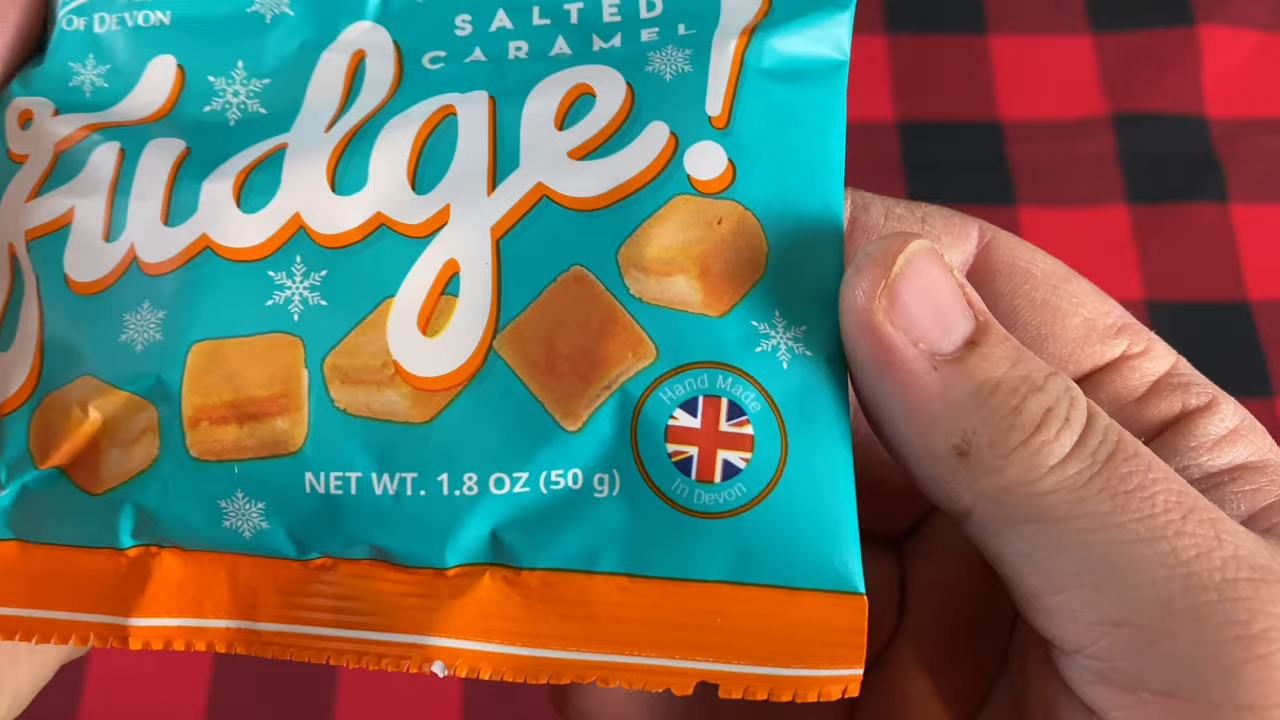 OF DEVON
SALTED
CARAMEL
fudge!
NET WT. 1.8 OZ (50 g)
Hand Made
In Devon